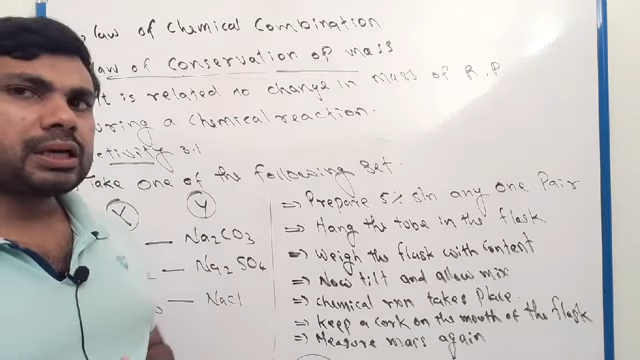 law of chemical combination
law of conservation of mass
It is related to change in mass of R.P
during a chemical reaction.
Activity 3.1
Take one of the following set.
Y
Y
— Na2CO3
— Na2SO4
— NaCl
⇒ Prepare 5% sln any one Pair
⇒ Hang the tube in the flask
⇒ Weigh the flask with content
⇒ Now tilt and allow mix
⇒ chemical rxn takes place.
⇒ keep a cork on the mouth of the flask
⇒ Measure mass again